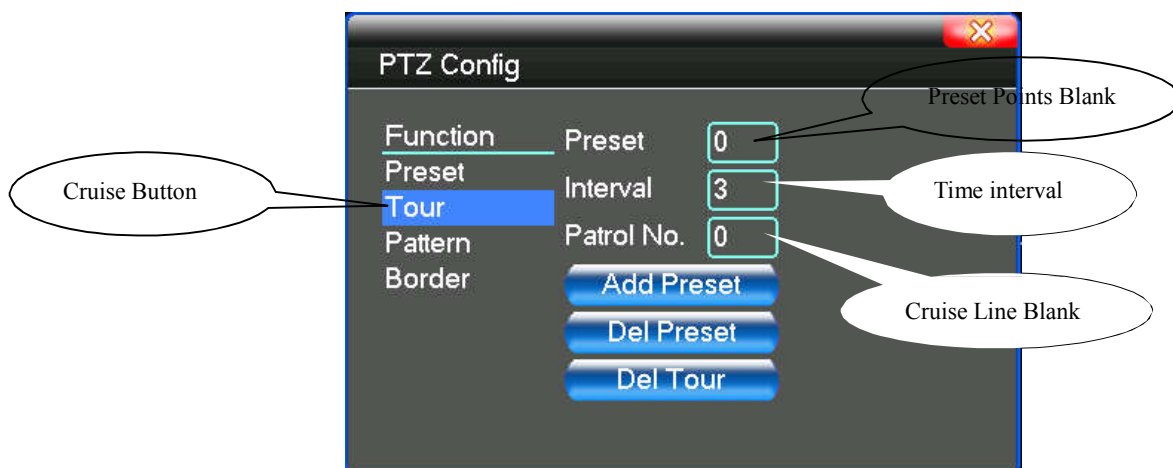 PTZ Config
Preset Points Blank
Function
Preset 0
Preset
Cruise Button
Interval 3
Time interval
Tour
Patrol No. 0
Pattern
Border
Add Preset
Cruise Line Blank
Del Preset
Del Tour